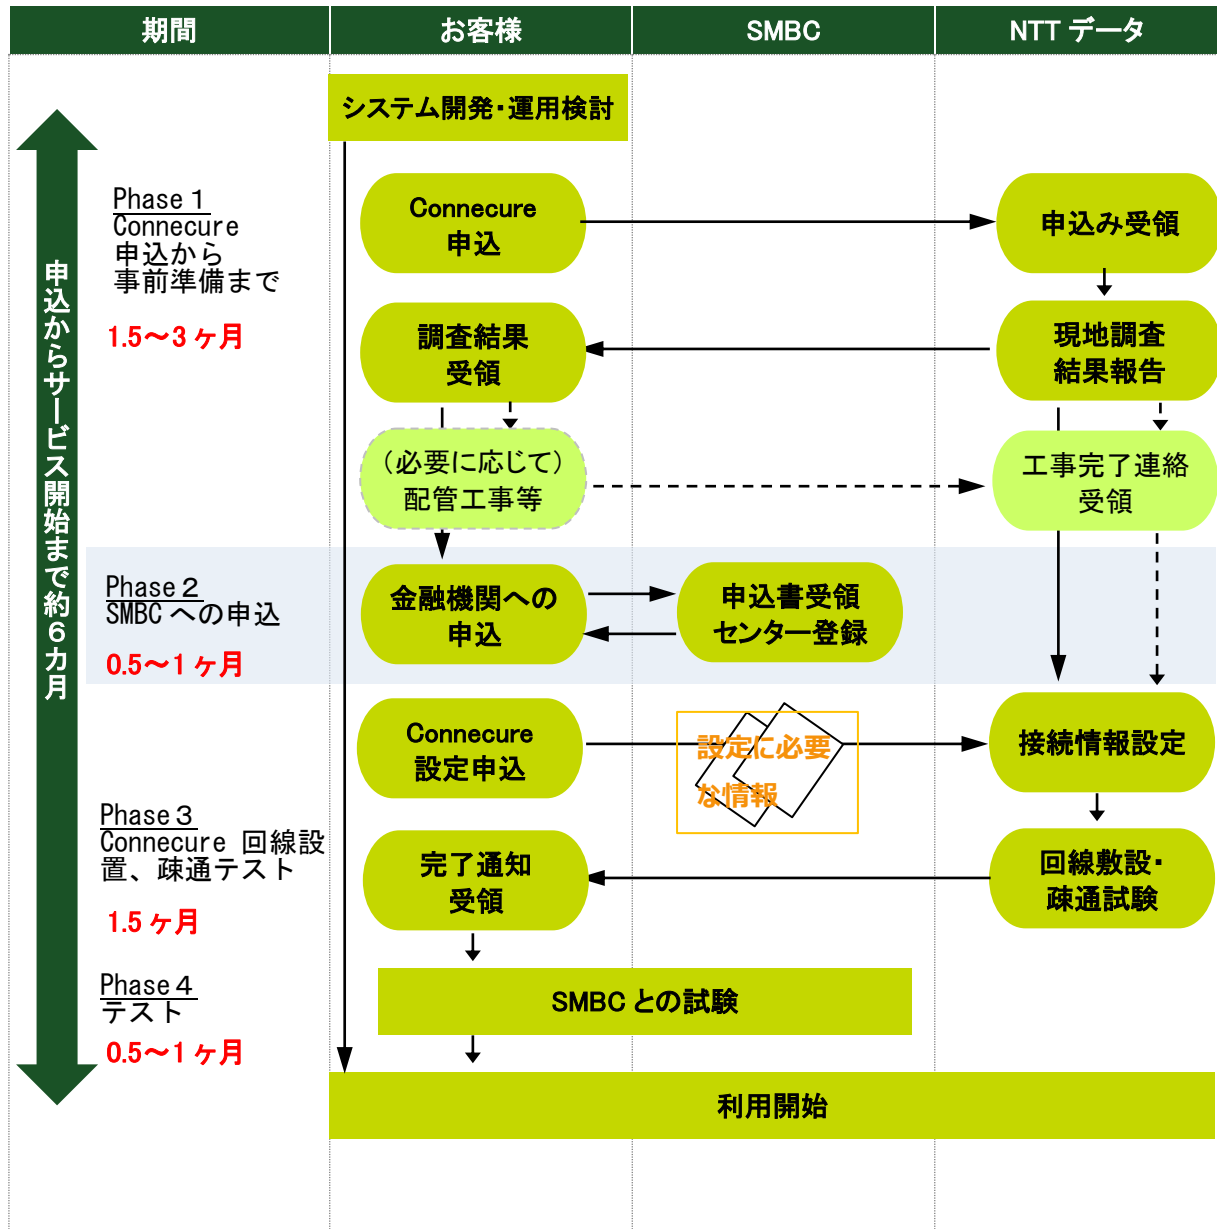 期間
お客様
SMBC
NTT データ
システム開発・運用検討
申込からサービス開始まで約６カ月
Phase１
Connecure
申込から
事前準備まで
1.5～3 ヶ月
Connecure
申込
申込み受領
調査結果
受領
現地調査
結果報告
（必要に応じて）
配管工事等
工事完了連絡
受領
Phase２
SMBC への申込
0.5～1 ヶ月
金融機関への
申込
申込書受領
センター登録
Connecure
設定申込
設定に必要
な情報
接続情報設定
Phase３
Connecure 回線設
置、疎通テスト
1.5 ヶ月
完了通知
受領
回線敷設・
疎通試験
Phase４
テスト
0.5～1 ヶ月
SMBC との試験
利用開始